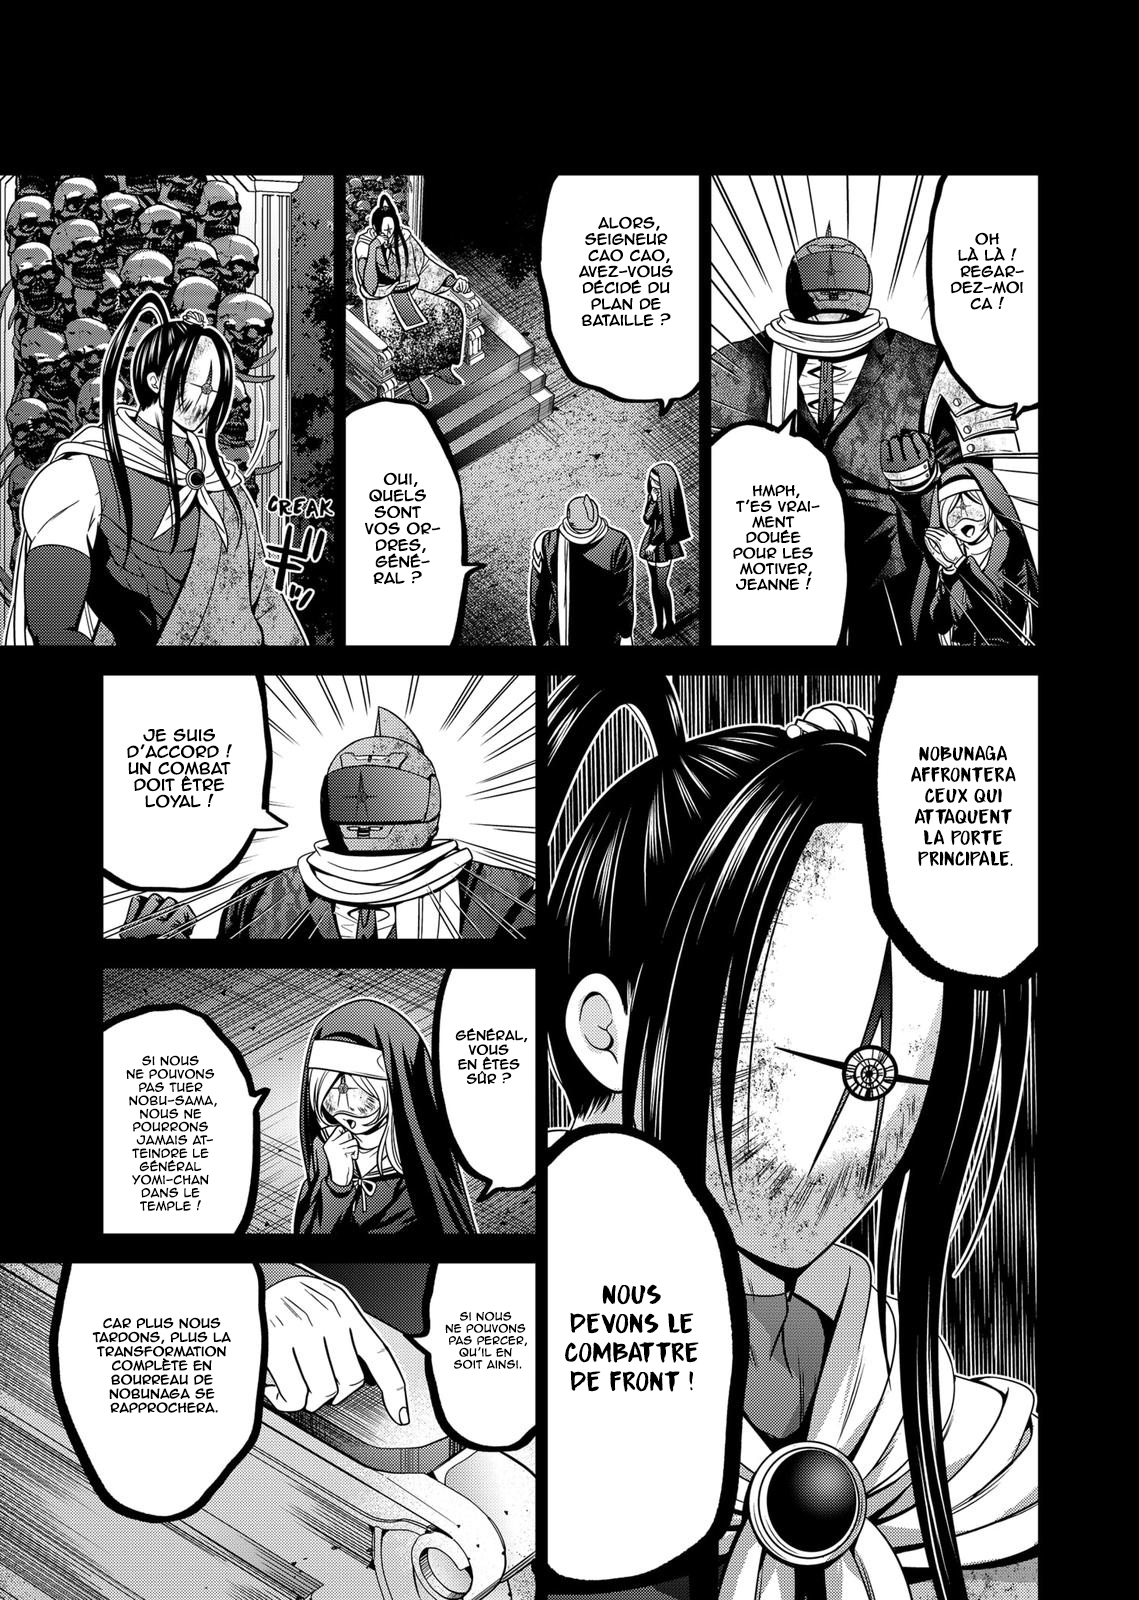 OH
LÀ LÀ !
REGAR-
DEZ-MOI
CA !
HMPH,
T'ES VRAI-
MENT
DOUÉE
POUR LES
MOTIVER,
JEANNE !
ALORS,
SEIGNEUR
CAO CAO,
AVEZ-VOUS
DÉCIDÉ DU
PLAN DE
BATAILLE ?
OUI,
QUELS
SONT
VOS OR-
DRES,
GÉNÉ-
RAL ?
CREAK
ギギ...
NOBUNAGA
AFFRONTERA
CEUX QUI
ATTAQUENT
LA PORTE
PRINCIPALE.
NOUS
DEVONS LE
COMBATTRE
DE FRONT !
JE SUIS
D'ACCORD !
UN COMBAT
DOIT ÊTRE
LOYAL !
GÉNÉRAL,
VOUS
EN ÊTES
SÛR ?
SI NOUS
NE POUVONS
PAS TUER
NOBU-SAMA,
NOUS NE
POURRONS
JAMAIS AT-
TEINDRE LE
GÉNÉRAL
YOMI-CHAN
DANS LE
TEMPLE !
SI NOUS
NE POUVONS
PAS PERCER,
QU'IL EN
SOIT AINSI.
CAR PLUS NOUS
TARDONS, PLUS LA
TRANSFORMATION
COMPLÈTE EN
BOURREAU DE
NOBUNAGA SE
RAPPROCHERA.